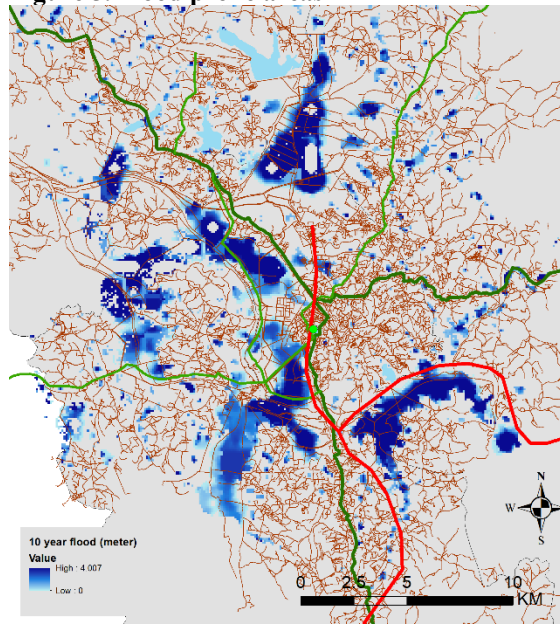 N
W E
S
10 year flood (meter)
Value
High : 4.007
Low : 0
0 2.5 5 10
KM